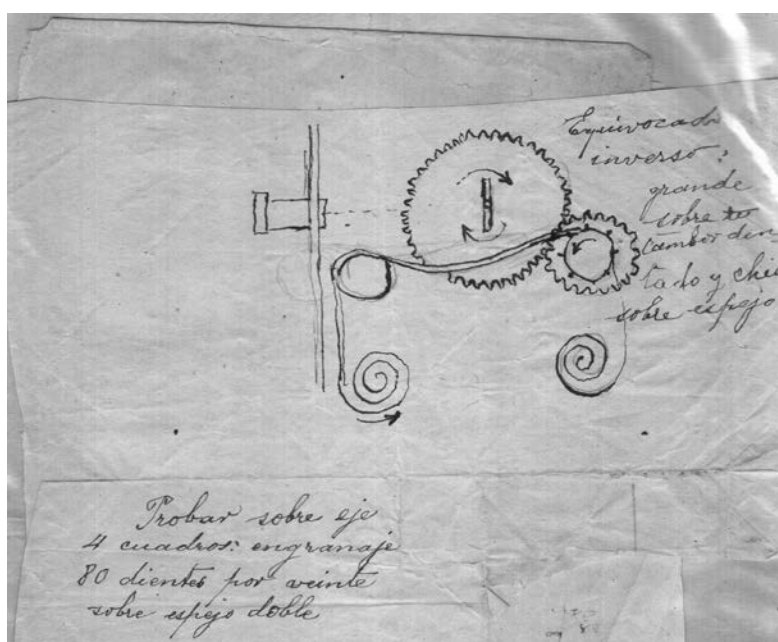 Equivocado
inverso:
grande
sobre
tambor den
tado y chi
sobre espejo
Probar sobre eje
4 cuadros: engranaje
80 dientes por veinte
sobre espejo doble